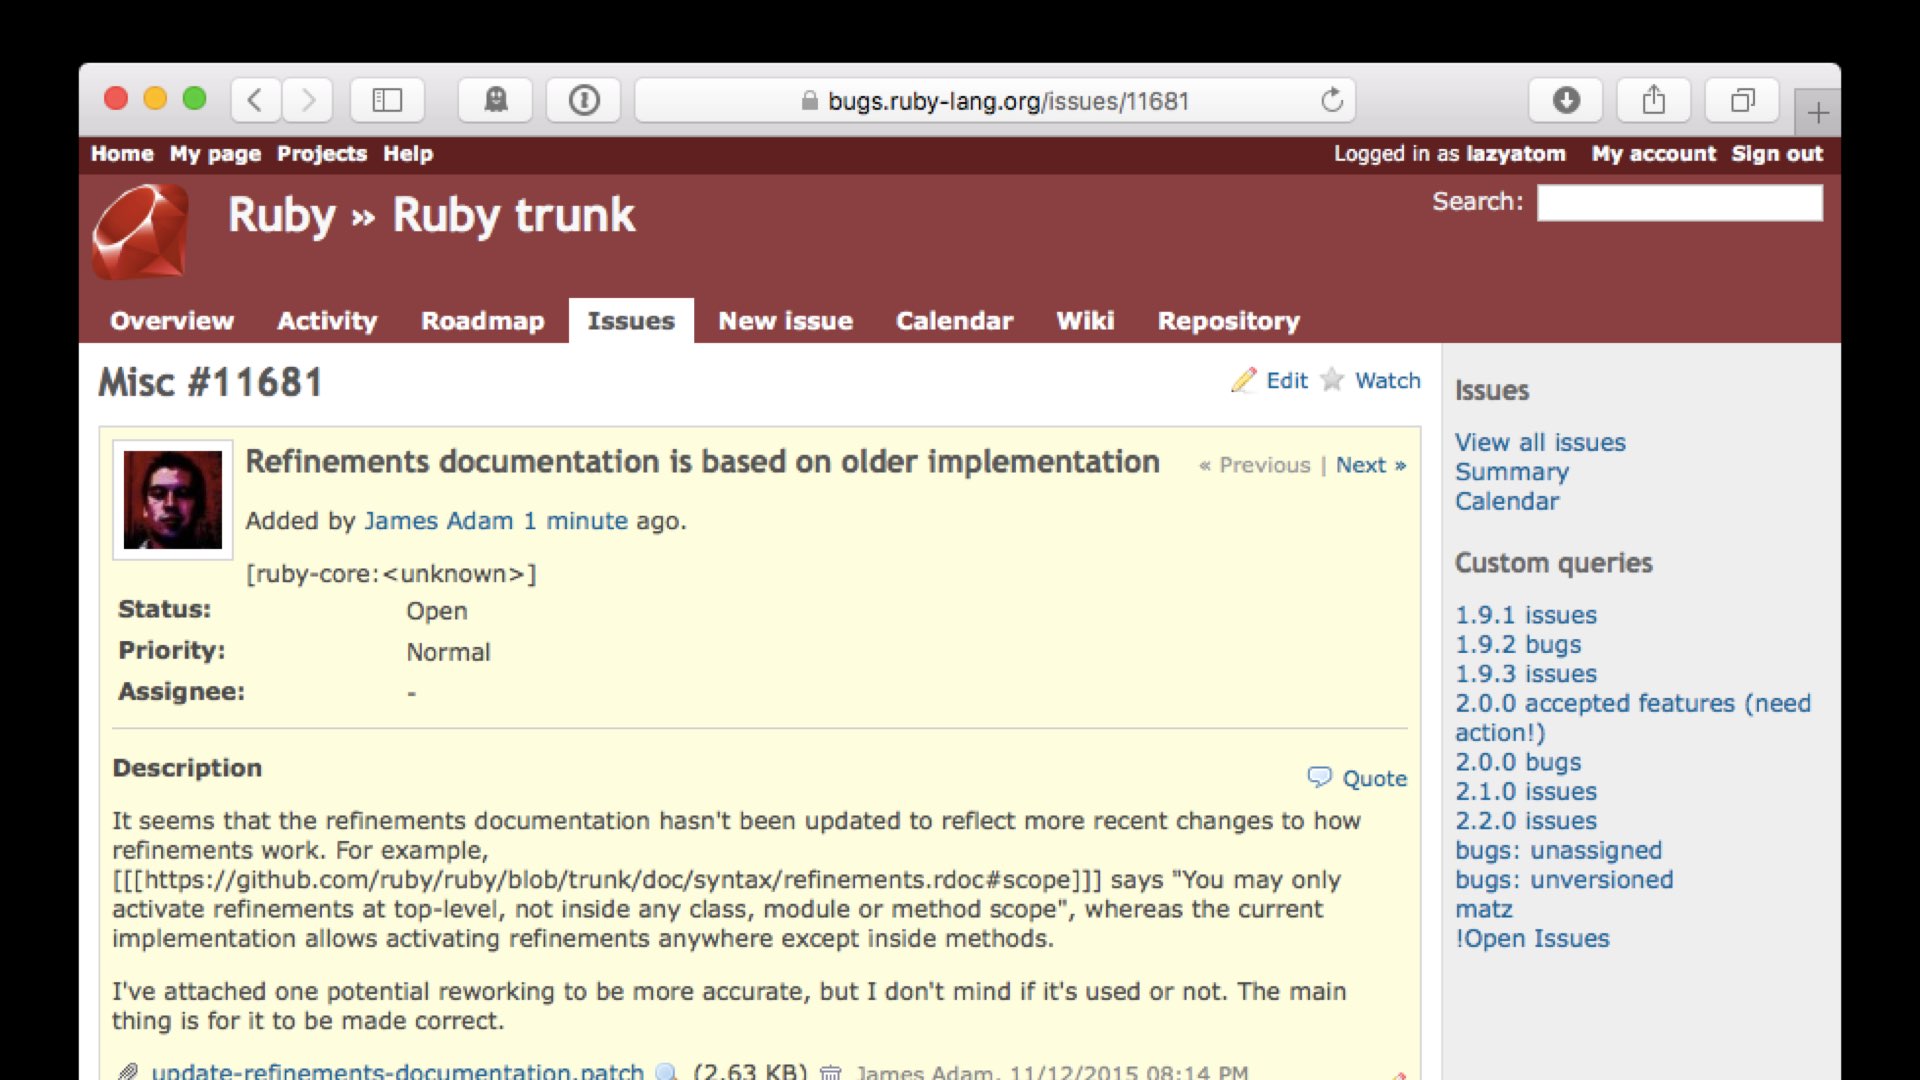 bugs.ruby-lang.org/issues/11681
Home My page Projects Help
Logged in as lazyatom My account Sign out
Ruby » Ruby trunk
Search:
Overview Activity Roadmap Issues New issue Calendar Wiki Repository
Misc #11681
Edit Watch
Refinements documentation is based on older implementation
« Previous | Next »
Added by James Adam 1 minute ago.
[ruby-core:<unknown>]
Status: Open
Priority: Normal
Assignee: -
Description
Quote
It seems that the refinements documentation hasn't been updated to reflect more recent changes to how
refinements work. For example,
[[[https://github.com/ruby/ruby/blob/trunk/doc/syntax/refinements.rdoc#scope]]] says "You may only
activate refinements at top-level, not inside any class, module or method scope", whereas the current
implementation allows activating refinements anywhere except inside methods.
I've attached one potential reworking to be more accurate, but I don't mind if it's used or not. The main
thing is for it to be made correct.
update-refinements-documentation.patch (2.63 KB) James Adam, 11/12/2015 08:14 PM
Issues
View all issues
Summary
Calendar
Custom queries
1.9.1 issues
1.9.2 bugs
1.9.3 issues
2.0.0 accepted features (need
action!)
2.0.0 bugs
2.1.0 issues
2.2.0 issues
bugs: unassigned
bugs: unversioned
matz
!Open Issues